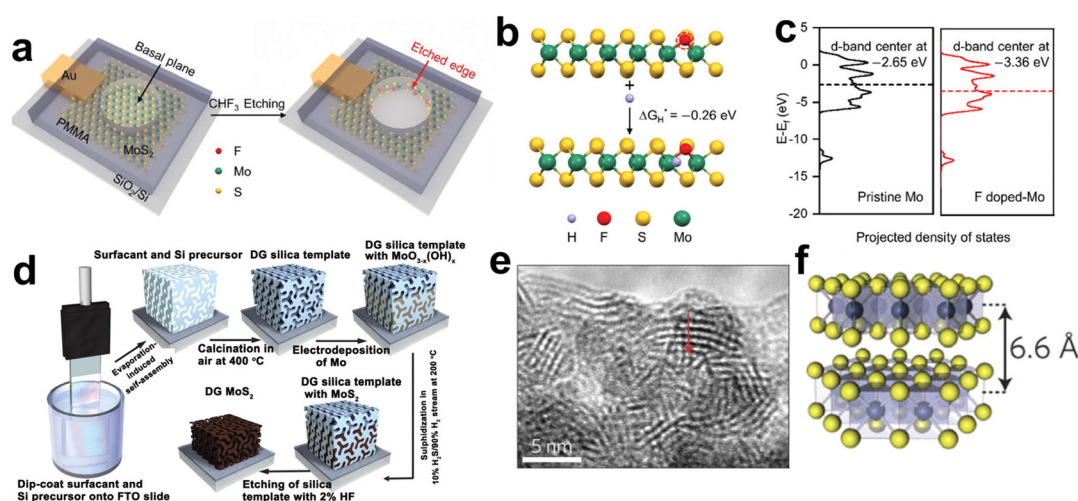 a
Basal plane
Etched edge
Au
CHF₃ Etching
PMMA
MoS₂
SiO₂/Si
F
Mo
S
b
+
ΔG*H = −0.26 eV
H
F
S
Mo
c
d-band center at
−2.65 eV
d-band center at
−3.36 eV
0
-5
-10
-15
-20
E-Ef (eV)
Pristine Mo
F doped-Mo
Projected density of states
d
Surfacant and Si precursor
DG silica template
DG silica template
with MoO3-x(OH)x
Evaporation-
induced
self-assembly
Calcination in
air at 400 °C
Electrodeposition
of Mo
Sulphidization in
10% H₂S/90% H₂ stream at 200 °C
DG MoS₂
DG silica template
with MoS₂
Etching of silica
template with 2% HF
Dip-coat surfacant and
Si precursor onto FTO slide
e
5 nm
f
6.6 Å